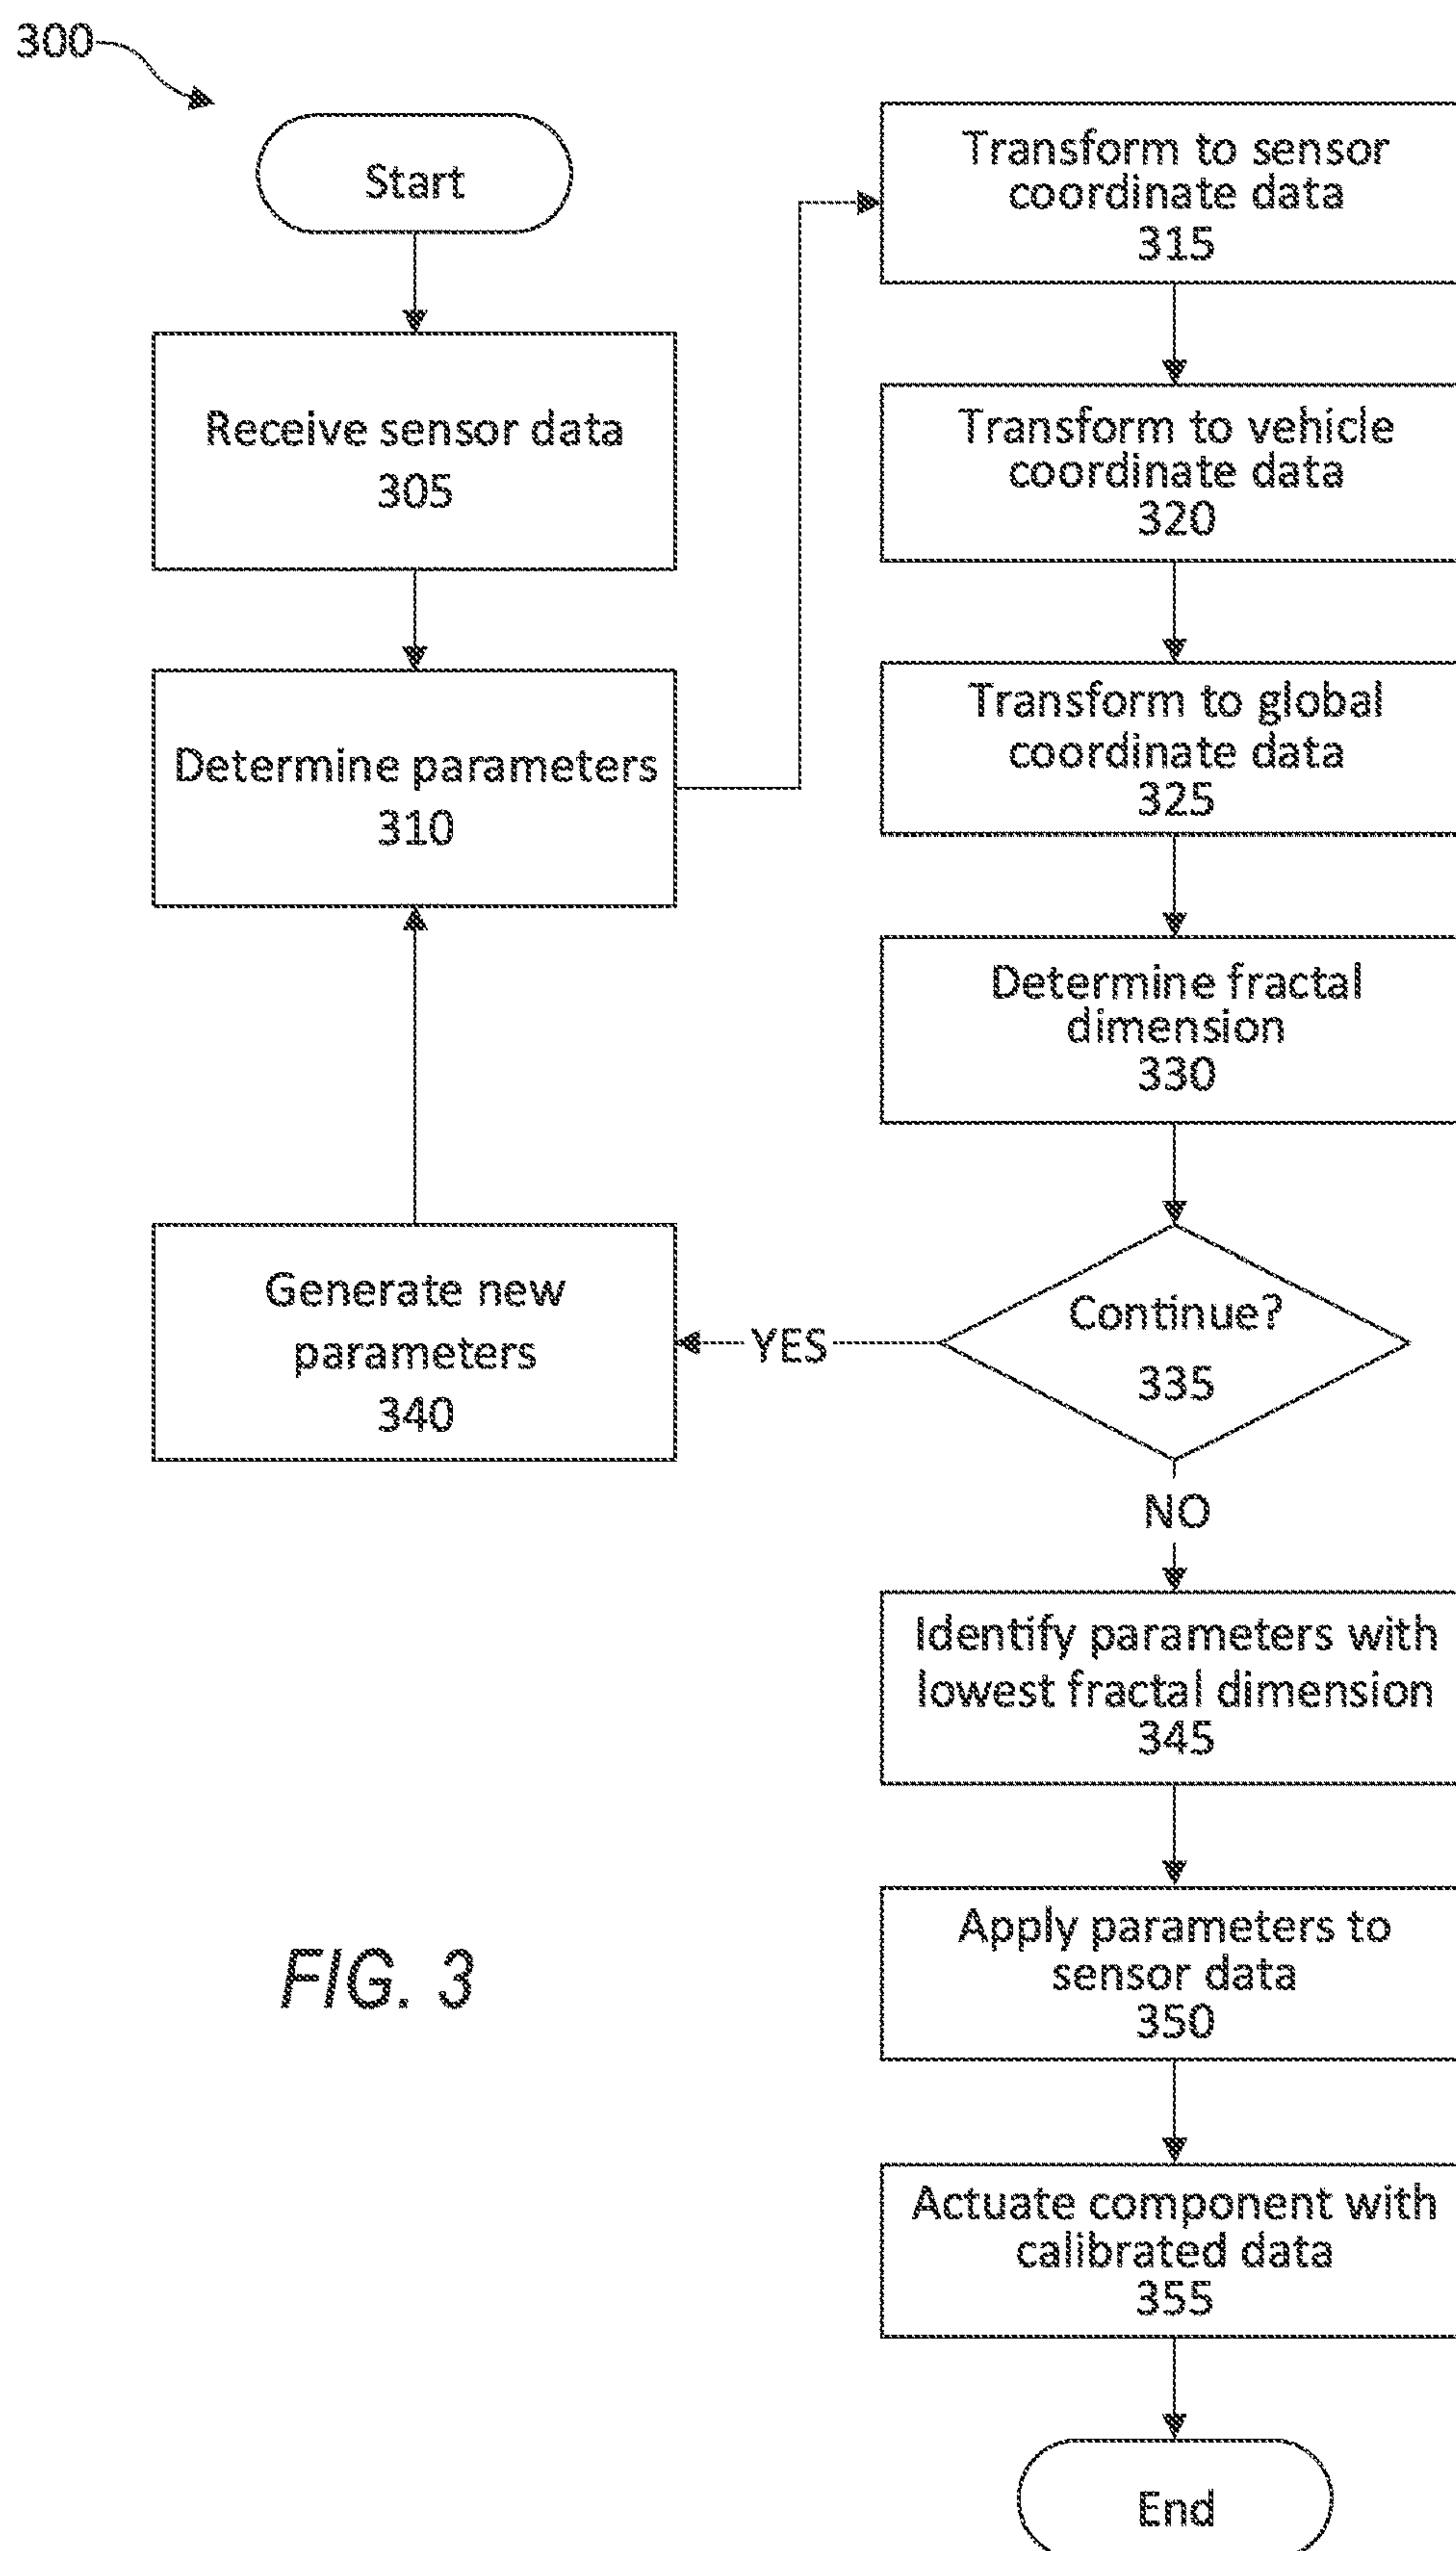 300
Start
Receive sensor data
305
Determine parameters
310
Transform to sensor
coordinate data
315
Transform to vehicle
coordinate data
320
Transform to global
coordinate data
325
Determine fractal
dimension
330
Continue?
335
YES
Generate new
parameters
340
NO
Identify parameters with
lowest fractal dimension
345
Apply parameters to
sensor data
350
Actuate component with
calibrated data
355
End
FIG. 3